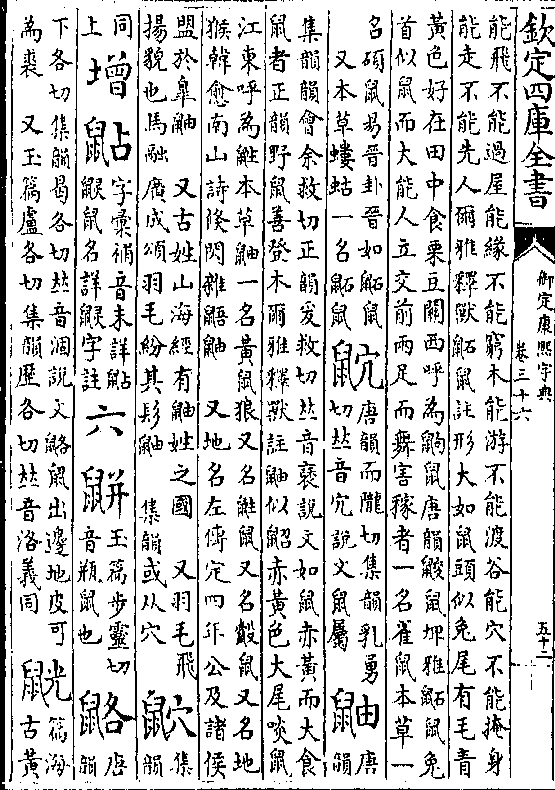 欽定四庫全書
御定康熙字典
卷三十六
五十二
能飛不能過屋能緣不能窮木能游不能渡谷能穴不能掩身
能走不能先人爾雅釋獸鼫鼠註形大如鼠頭似兔尾有毛青
黃色好在田中食粟豆關西呼為鼩鼠唐韻鼩鼠埤雅鼫鼠兔
首似鼠而大能人立交前兩足而舞害稼者一名雀鼠本草一
名碩鼠易晉卦晉如鼫鼠
又本草螻蛄一名鼫鼠
鼣 唐韻而隴切集韻乳勇
切𠀤音宂說文鼠屬
鼬 唐韻
集韻韻會余救切正韻爰救切𠀤音褎說文如鼠赤黃而大食
鼠者正韻野鼠善登木爾雅釋獸註鼬似鼦赤黃色大尾啖鼠
江東呼為鼪本草鼬一名黃鼠狼又名鼪鼠又名䶉鼠又名地
猴韓愈南山詩倏閃雜鼯鼬 又地名左傳定四年公及諸侯
盟於臯鼬 又古姓山海經有鼬姓之國 又羽毛飛
揚貌也馬融廣成頌羽毛紛其髟鼬
集韻或从穴
集韻
同
上
增
字彙補音未詳鮎
鼠名詳鼸字註
六
鼠幷 玉篇步靈切
音瓶鼠也
鼠各 唐韻
下各切集韻曷各切𠀤音涸說文䶅鼠出邊地皮可
為裘 又玉篇盧各切集韻歷各切𠀤音洛義同
篇海
古黃